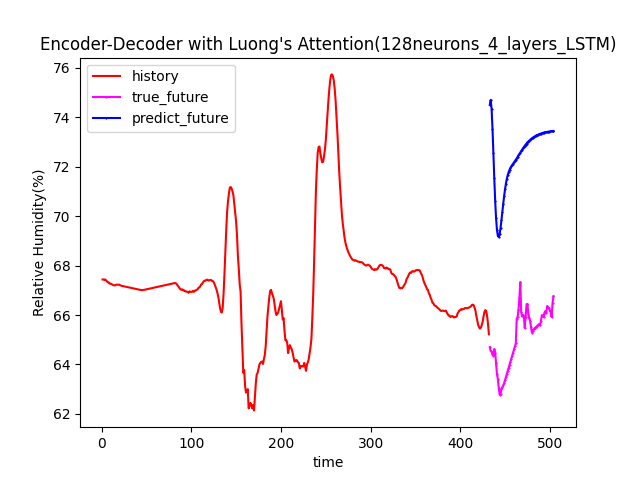 Encoder-Decoder with Luong's Attention(128neurons_4_layers_LSTM)
history
true_future
predict_future
Relative Humidity(%)
76
74
72
70
68
66
64
62
0 100 200 300 400 500
time